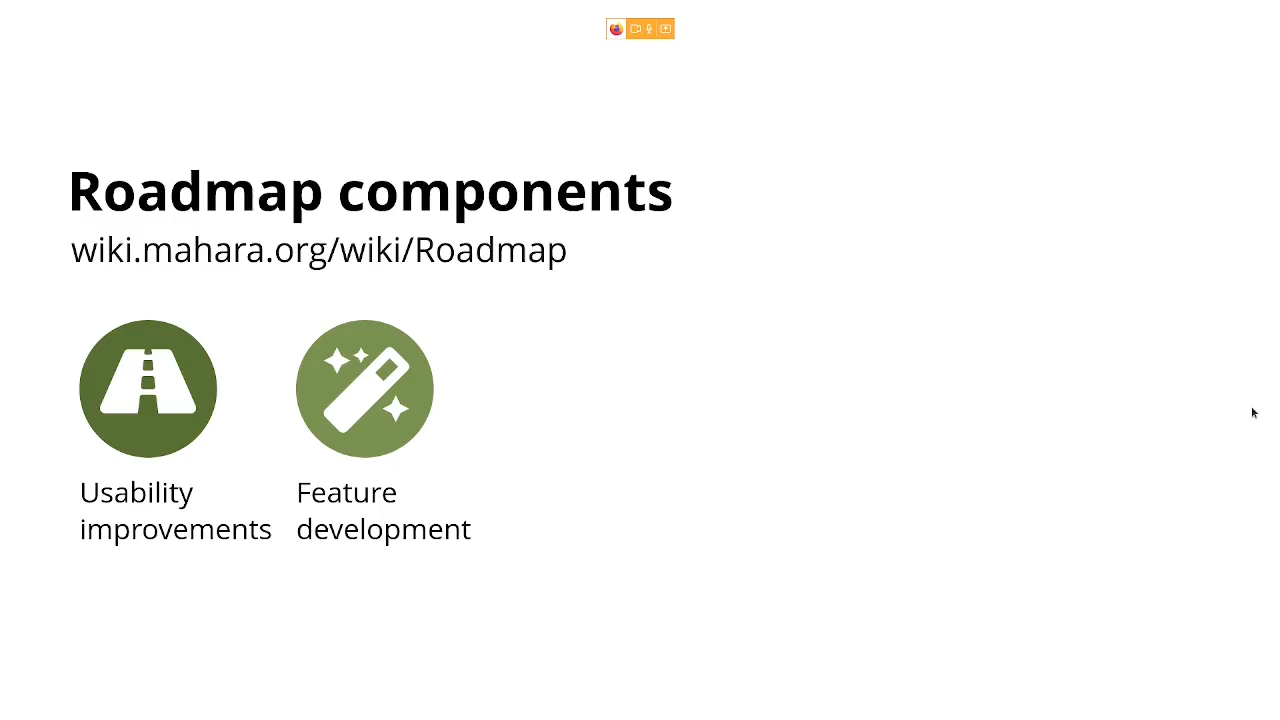 Roadmap components
wiki.mahara.org/wiki/Roadmap
Usability
improvements
Feature
development